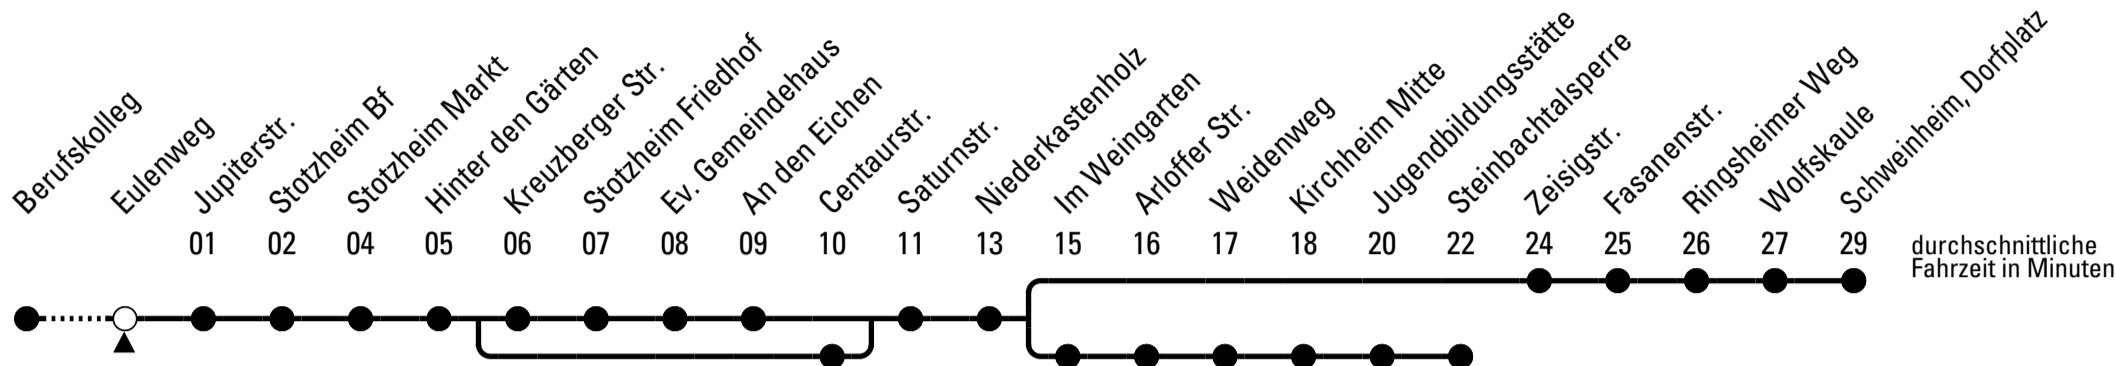 Berufskolleg
Eulenweg
Jupiterstr.
Stotzheim Bf
Stotzheim Markt
Hinter den Gärten
Kreuzberger Str.
Stotzheim Friedhof
Ev. Gemeindehaus
An den Eichen
Centaurstr.
Saturnstr.
Niederkastenholz
Im Weingarten
Arloffer Str.
Weidenweg
Kirchheim Mitte
Jugendbildungsstätte
Steinbachtalsperre
Zeisigstr.
Fasanenstr.
Ringsheimer Weg
Wolfskaule
Schweinheim, Dorfplatz
01 02 04 05 06 07 08 09 10 11 13 15 16 17 18 20 22 24 25 26 27 29
durchschnittliche
Fahrzeit in Minuten